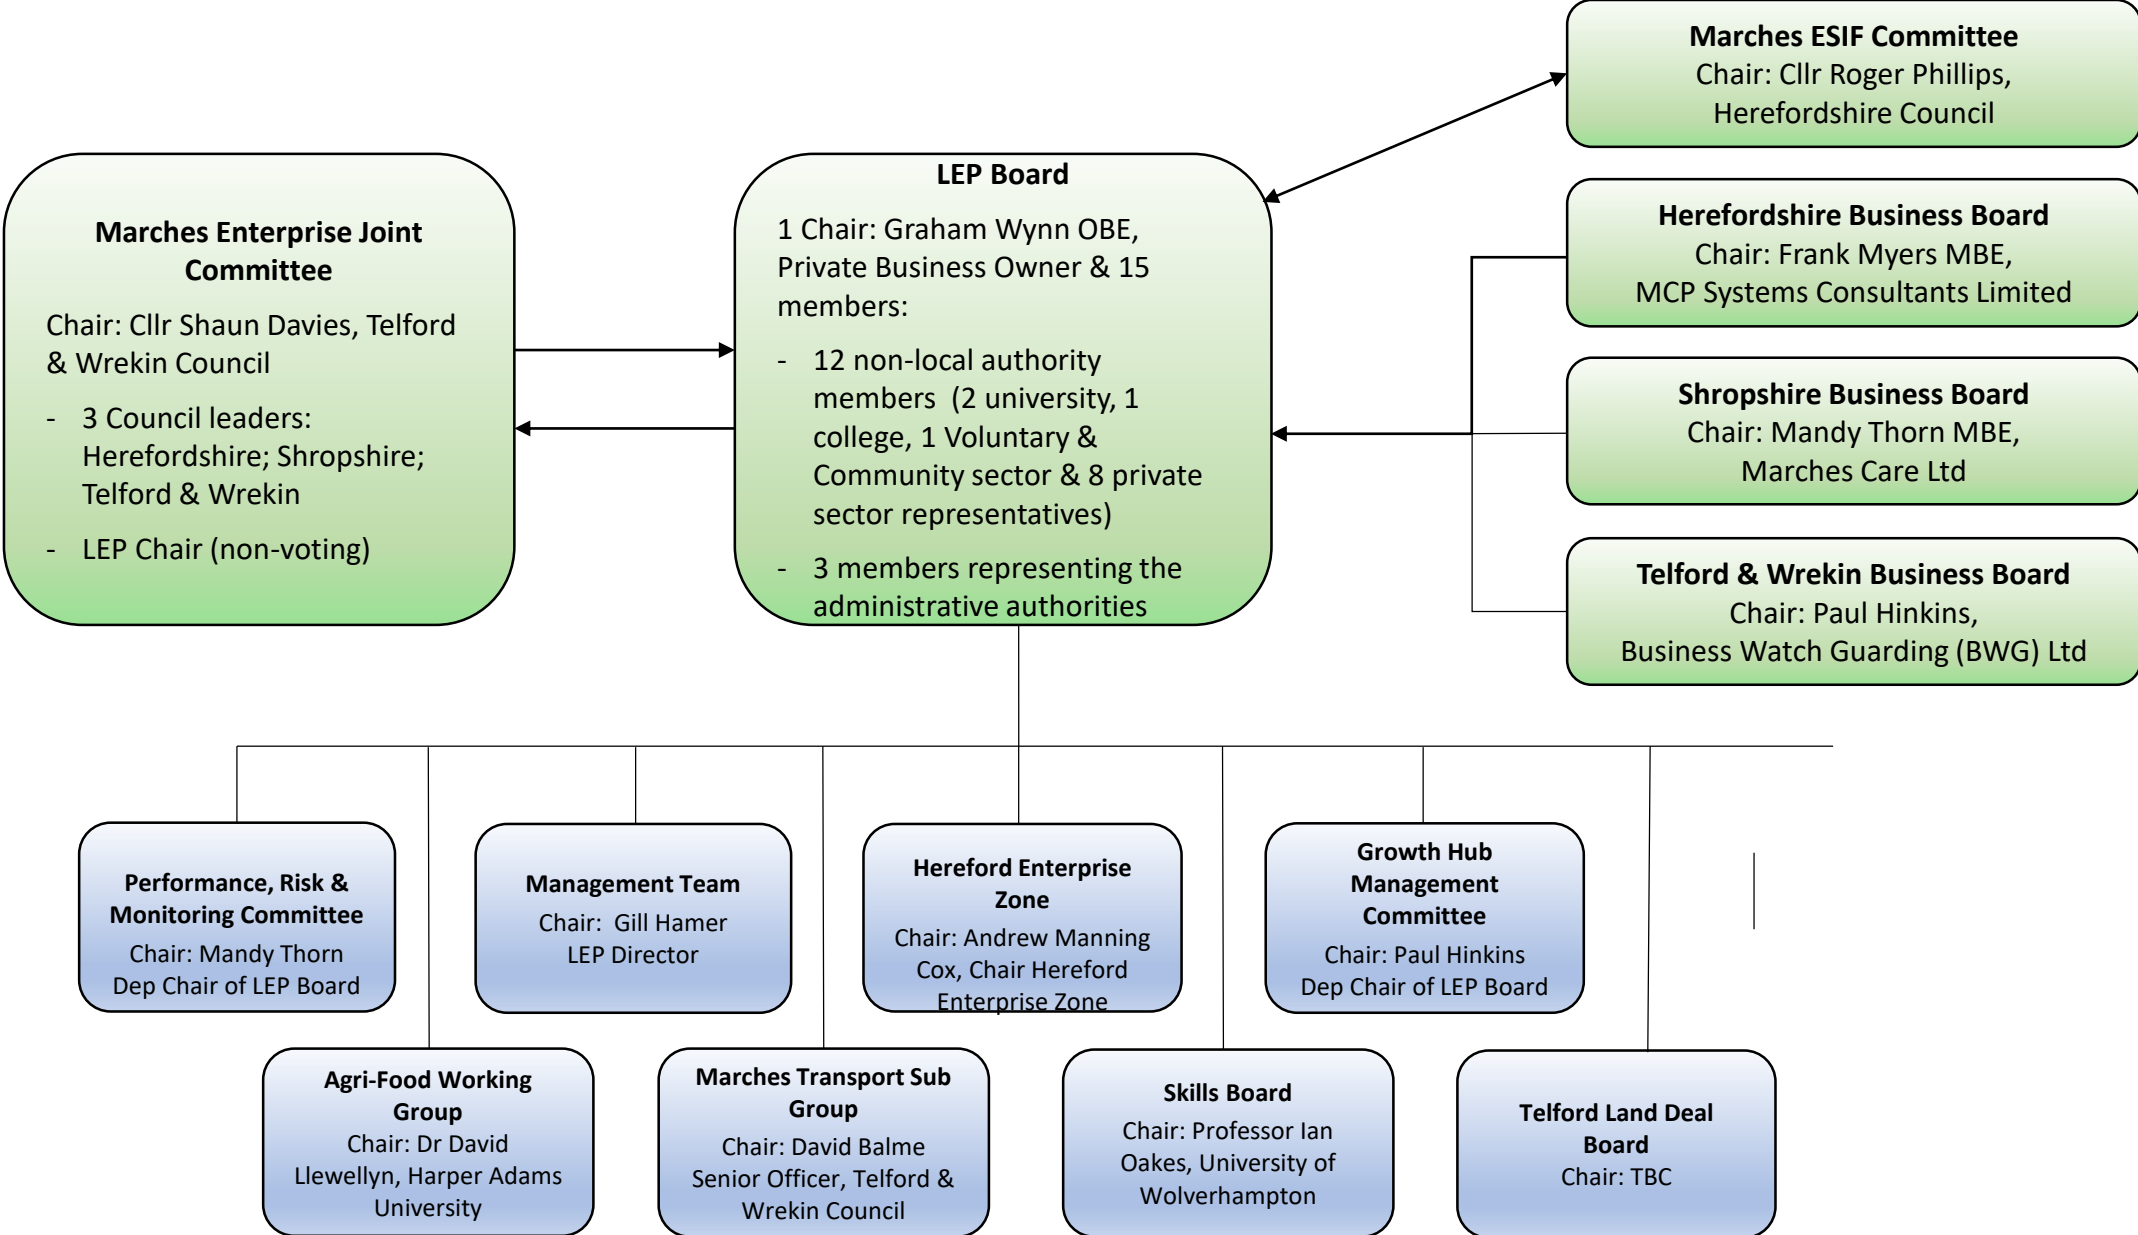 Marches ESIF Committee
Chair: Cllr Roger Phillips,
Herefordshire Council
Marches Enterprise Joint
Committee
Chair: Cllr Shaun Davies, Telford
& Wrekin Council
- 3 Council leaders:
Herefordshire; Shropshire;
Telford & Wrekin
- LEP Chair (non-voting)
LEP Board
1 Chair: Graham Wynn OBE,
Private Business Owner & 15
members:
- 12 non-local authority
members (2 university, 1
college, 1 Voluntary &
Community sector & 8 private
sector representatives)
- 3 members representing the
administrative authorities
Herefordshire Business Board
Chair: Frank Myers MBE,
MCP Systems Consultants Limited
Shropshire Business Board
Chair: Mandy Thorn MBE,
Marches Care Ltd
Telford & Wrekin Business Board
Chair: Paul Hinkins,
Business Watch Guarding (BWG) Ltd
Performance, Risk &
Monitoring Committee
Chair: Mandy Thorn
Dep Chair of LEP Board
Management Team
Chair: Gill Hamer
LEP Director
Hereford Enterprise
Zone
Chair: Andrew Manning
Cox, Chair Hereford
Enterprise Zone
Growth Hub
Management
Committee
Chair: Paul Hinkins
Dep Chair of LEP Board
Agri-Food Working
Group
Chair: Dr David
Llewellyn, Harper Adams
University
Marches Transport Sub
Group
Chair: David Balme
Senior Officer, Telford &
Wrekin Council
Skills Board
Chair: Professor Ian
Oakes, University of
Wolverhampton
Telford Land Deal
Board
Chair: TBC